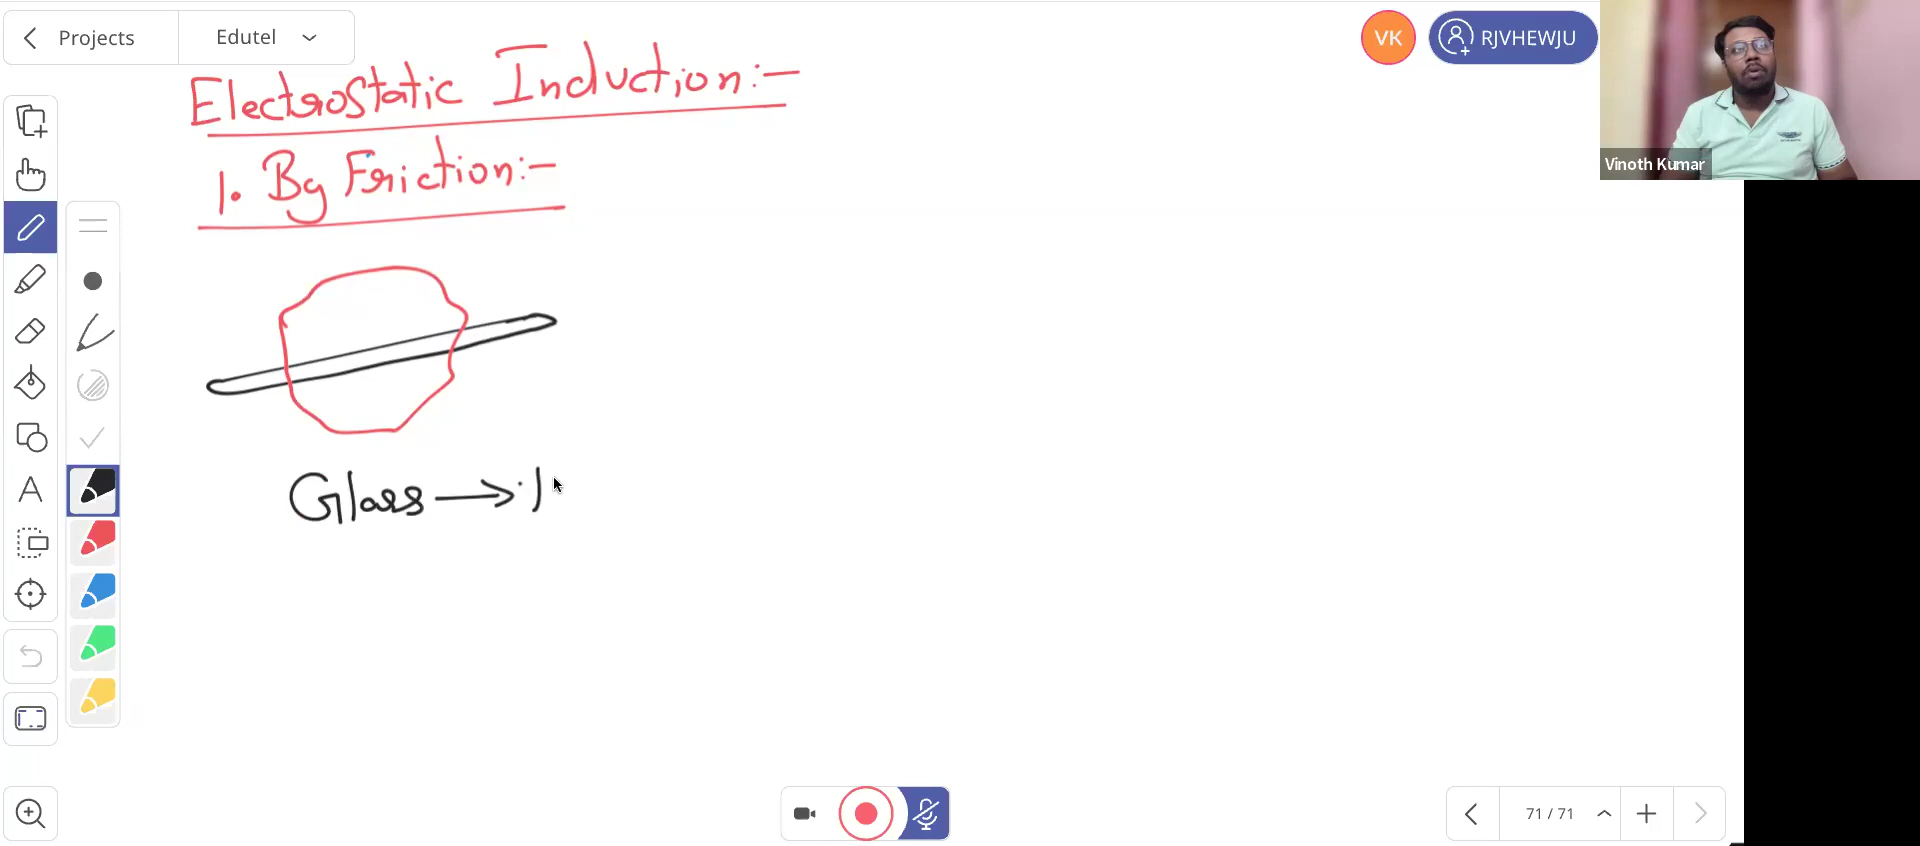 Projects
Edutel
VK
RJVHEWJU
Vinoth Kumar
Electrostatic Induction:-
1. By Friction:-
Glass →
A
71 / 71